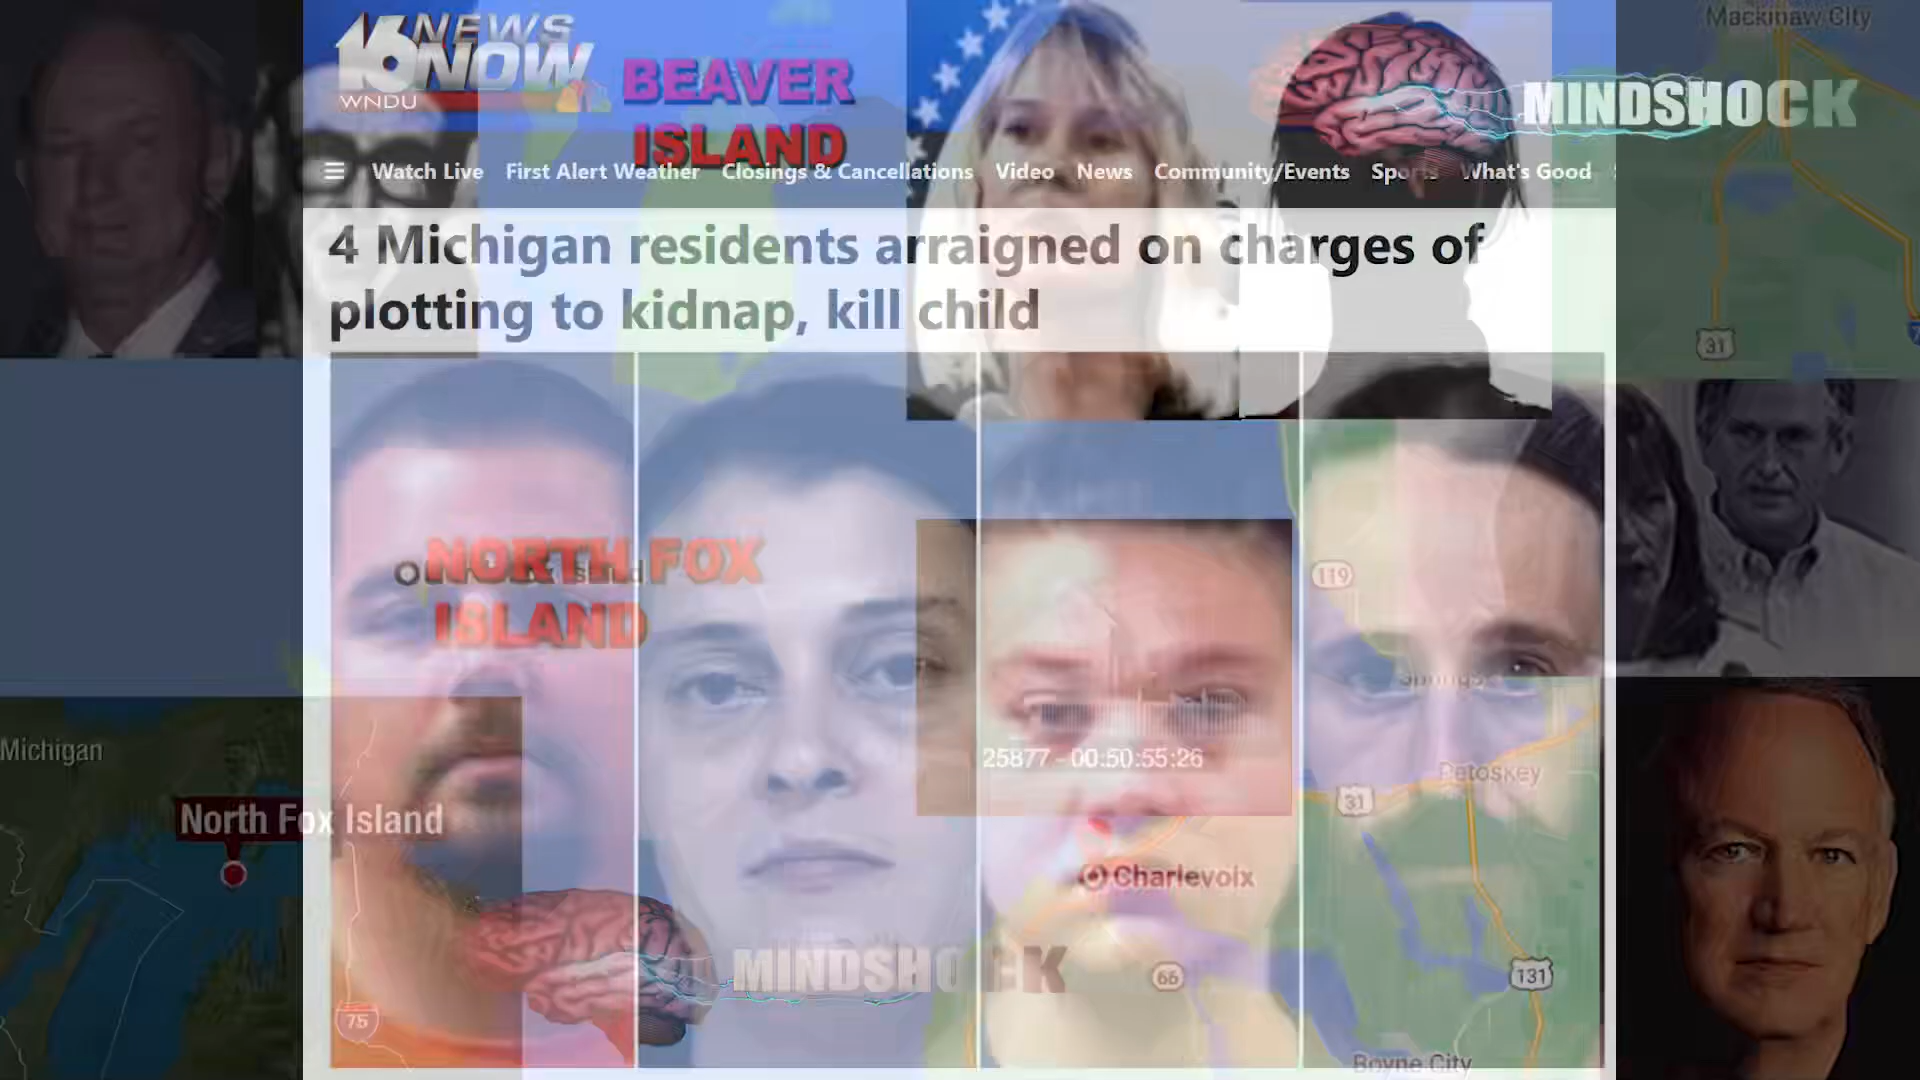 Mackinaw City
16 NEWS
NOW
WNDU
BEAVER
ISLAND
MINDSHOCK
Watch Live First Alert Weather Closings & Cancellations Video News Community/Events Sports What's Good
4 Michigan residents arraigned on charges of
plotting to kidnap, kill child
31
NORTH FOX
ISLAND
119
Springs
Michigan
25877 - 00:50:55:26
Petoskey
31
North Fox Island
Charlevoix
MINDSHOCK
66
131
75
Boyne City